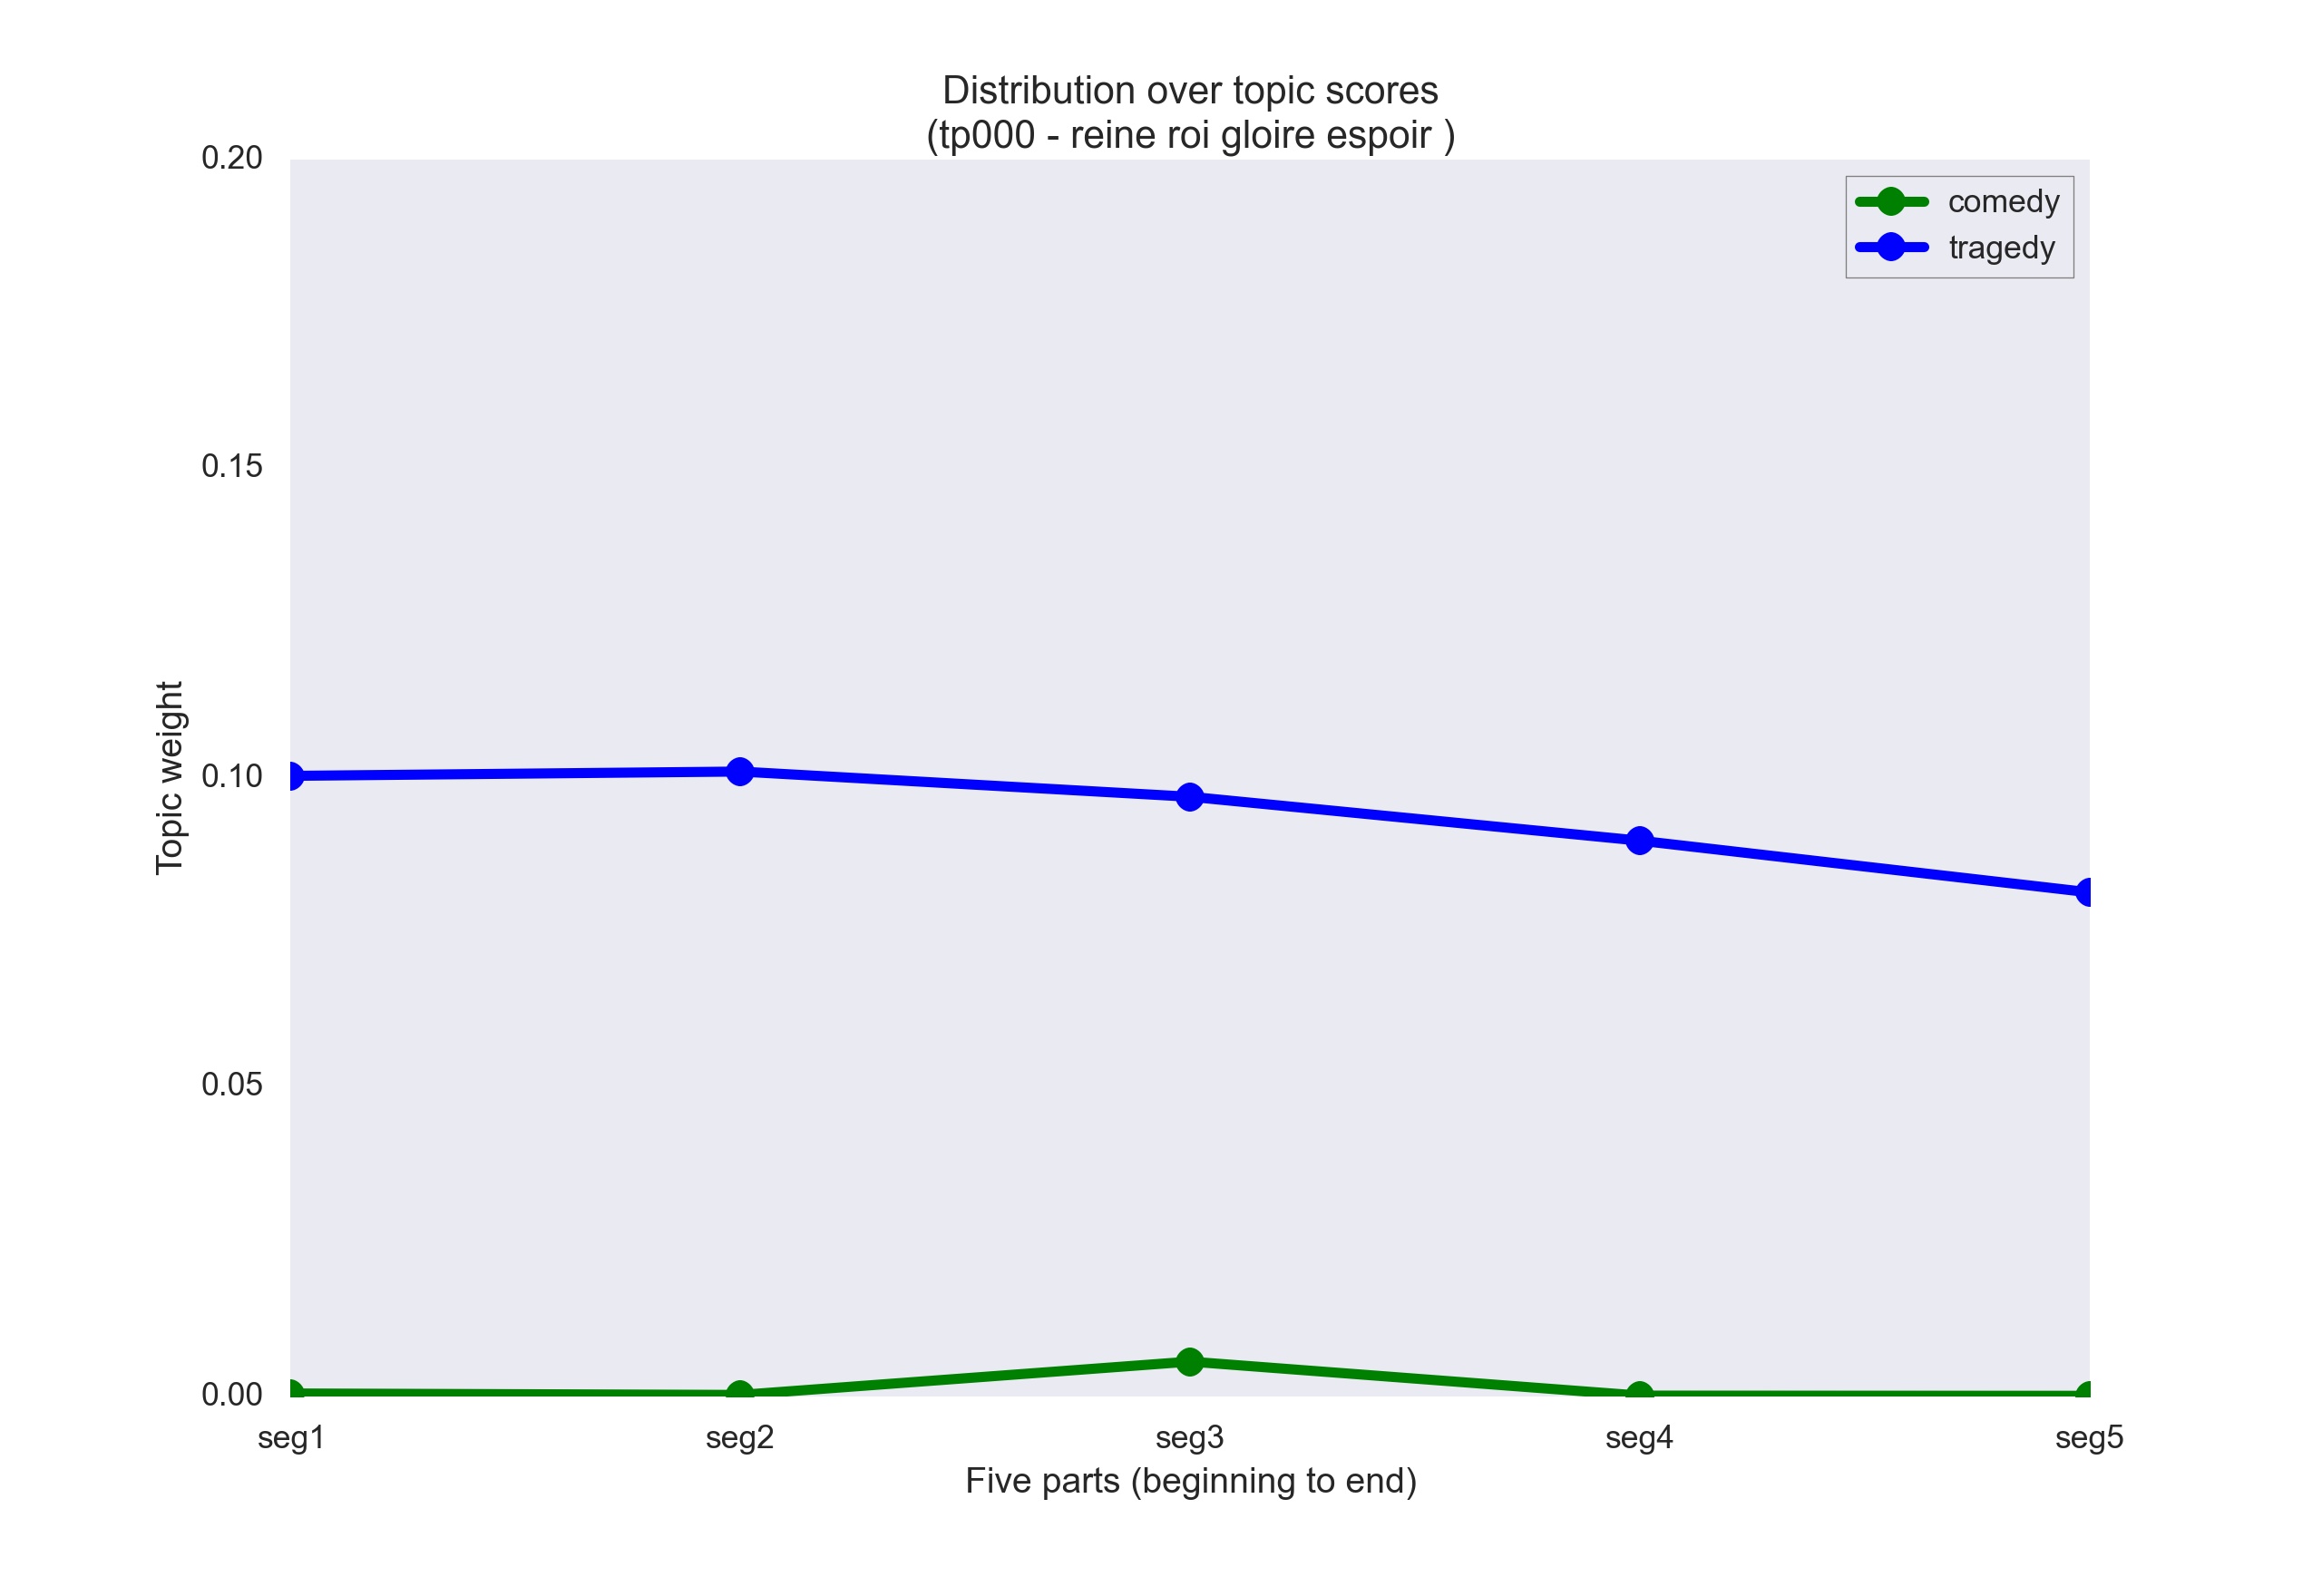 Distribution over topic scores
(tp000 - reine roi gloire espoir )
comedy
tragedy
Topic weight
0.20
0.15
0.10
0.05
0.00
seg1 seg2 seg3 seg4 seg5
Five parts (beginning to end)